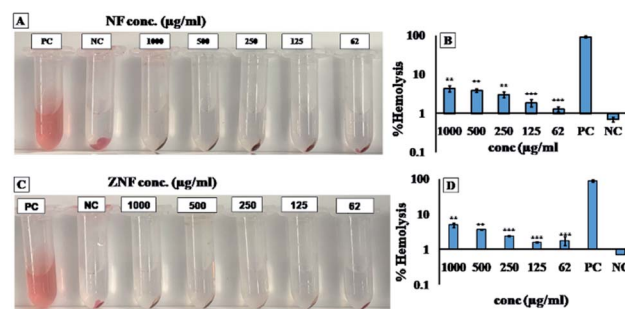 A
NF conc. (µg/ml)
PC NC 1000 500 250 125 62
B
%Hemolysis
100
10
1
0.1
** ** ** *** ***
1000 500 250 125 62 PC NC
conc (µg/ml
C
ZNF conc. (µg/ml)
PC NC 1000 500 250 125 62
D
% Hemolysis
100
10
1
0.1
** ** *** *** ***
1000 500 250 125 62 PC NC
conc (µg/ml)